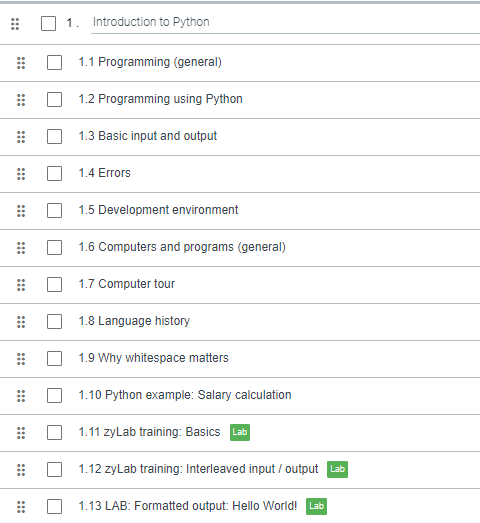 1. Introduction to Python
1.1 Programming (general)
1.2 Programming using Python
1.3 Basic input and output
1.4 Errors
1.5 Development environment
1.6 Computers and programs (general)
1.7 Computer tour
1.8 Language history
1.9 Why whitespace matters
1.10 Python example: Salary calculation
1.11 zyLab training: Basics Lab
1.12 zyLab training: Interleaved input / output Lab
1.13 LAB: Formatted output: Hello World! Lab